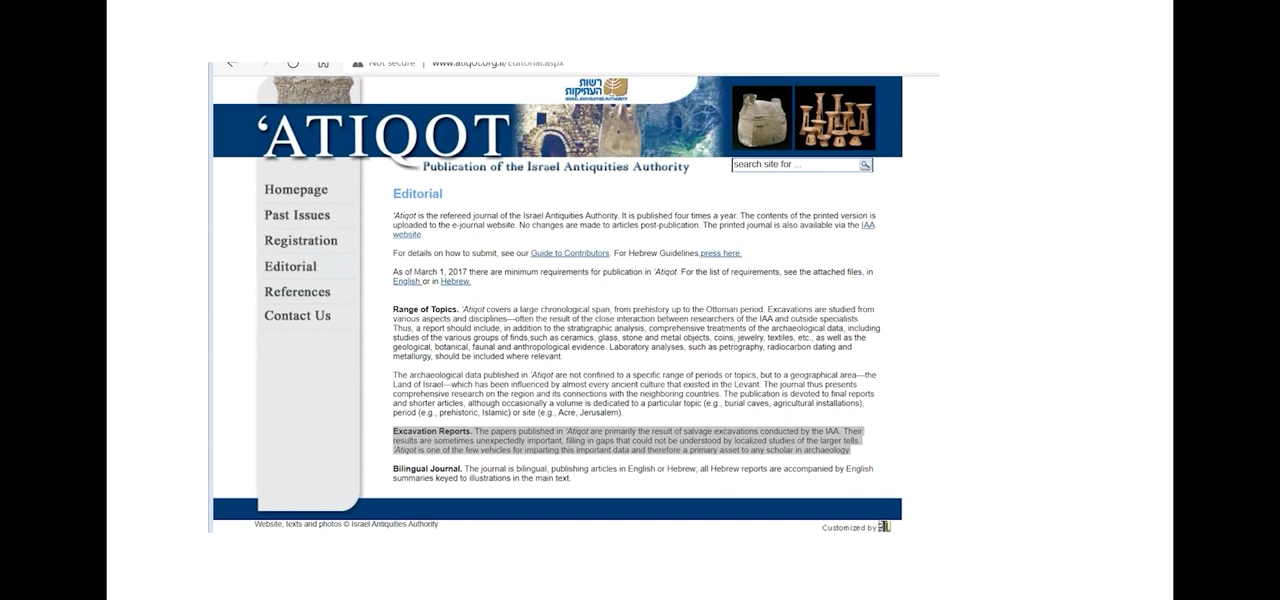 Not secure | www.atiqot.org.il/Editorial.aspx
רשות
העתיקות
ISRAEL ANTIQUITIES AUTHORITY
‘ATIQOT
Publication of the Israel Antiquities Authority
search site for ...
Homepage
Past Issues
Registration
Editorial
References
Contact Us
Editorial
'Atiqot is the refereed journal of the Israel Antiquities Authority. It is published four times a year. The contents of the printed version is
uploaded to the e-journal website. No changes are made to articles post-publication. The printed journal is also available via the IAA
website.
For details on how to submit, see our Guide to Contributors. For Hebrew Guidelines,press here.
As of March 1, 2017 there are minimum requirements for publication in 'Atiqot. For the list of requirements, see the attached files, in
English or in Hebrew.
Range of Topics. 'Atiqot covers a large chronological span, from prehistory up to the Ottoman period. Excavations are studied from
various aspects and disciplines—often the result of the close interaction between researchers of the IAA and outside specialists.
Thus, a report should include, in addition to the stratigraphic analysis, comprehensive treatments of the archaeological data, including
studies of the various groups of finds,such as ceramics, glass, stone and metal objects, coins, jewelry, textiles, etc., as well as the
geological, botanical, faunal and anthropological evidence. Laboratory analyses, such as petrography, radiocarbon dating and
metallurgy, should be included where relevant.
The archaeological data published in 'Atiqot are not confined to a specific range of periods or topics, but to a geographical area—the
Land of Israel—which has been influenced by almost every ancient culture that existed in the Levant. The journal thus presents
comprehensive research on the region and its connections with the neighboring countries. The publication is devoted to final reports
and shorter articles, although occasionally a volume is dedicated to a particular topic (e.g., burial caves, agricultural installations),
period (e.g., prehistoric, Islamic) or site (e.g., Acre, Jerusalem).
Excavation Reports. The papers published in 'Atiqot are primarily the result of salvage excavations conducted by the IAA. Their
results are sometimes unexpectedly important, filling in gaps that could not be understood by localized studies of the larger tells.
'Atiqot is one of the few vehicles for imparting this important data and therefore a primary asset to any scholar in archaeology.
Bilingual Journal. The journal is bilingual, publishing articles in English or Hebrew; all Hebrew reports are accompanied by English
summaries keyed to illustrations in the main text.
Website, texts and photos © Israel Antiquities Authority
Customized by